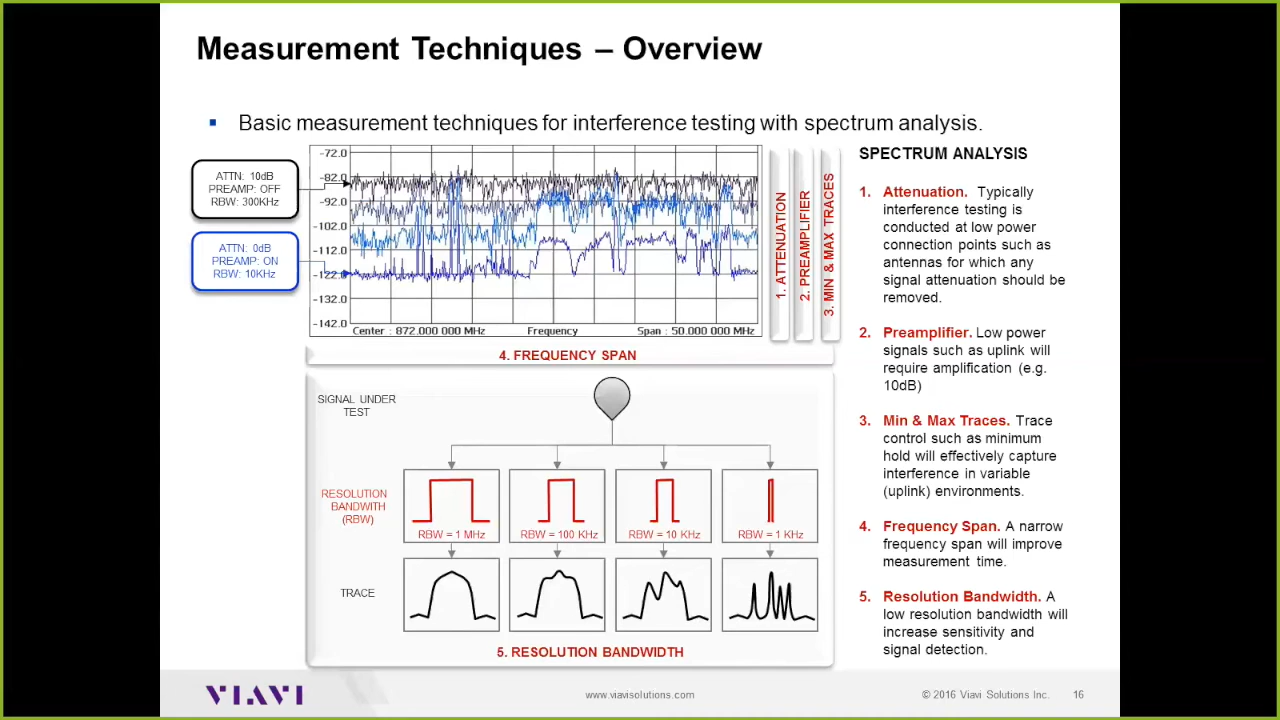 Measurement Techniques – Overview
▪ Basic measurement techniques for interference testing with spectrum analysis.
ATTN: 10dB
PREAMP: OFF
RBW: 300KHz
ATTN: 0dB
PREAMP: ON
RBW: 10KHz
-72.0
-82.0
-92.0
-102.0
-112.0
-122.0
-132.0
-142.0
Center : 872.000 000 MHz Frequency Span : 50.000 000 MHz
1. ATTENUATION
2. PREAMPLIFIER
3. MIN & MAX TRACES
4. FREQUENCY SPAN
SIGNAL UNDER
TEST
RESOLUTION
BANDWITH
(RBW)
RBW = 1 MHz
RBW = 100 KHz
RBW = 10 KHz
RBW = 1 KHz
TRACE
5. RESOLUTION BANDWIDTH
SPECTRUM ANALYSIS
1. Attenuation. Typically
interference testing is
conducted at low power
connection points such as
antennas for which any
signal attenuation should be
removed.
2. Preamplifier. Low power
signals such as uplink will
require amplification (e.g.
10dB)
3. Min & Max Traces. Trace
control such as minimum
hold will effectively capture
interference in variable
(uplink) environments.
4. Frequency Span. A narrow
frequency span will improve
measurement time.
5. Resolution Bandwidth. A
low resolution bandwidth will
increase sensitivity and
signal detection.
VIAVI
www.viavisolutions.com
© 2016 Viavi Solutions Inc. 16